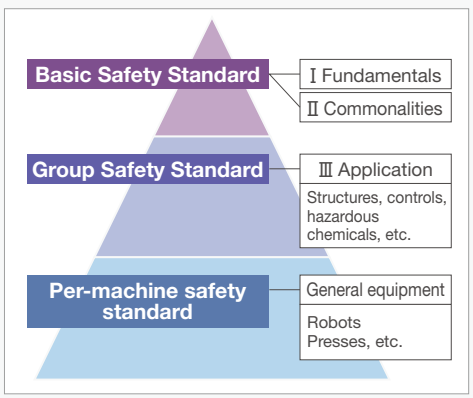 Basic Safety Standard
Ⅰ Fundamentals
Ⅱ Commonalities
Group Safety Standard
Ⅲ Application
Structures, controls,
hazardous
chemicals, etc.
Per-machine safety
standard
General equipment
Robots
Presses, etc.